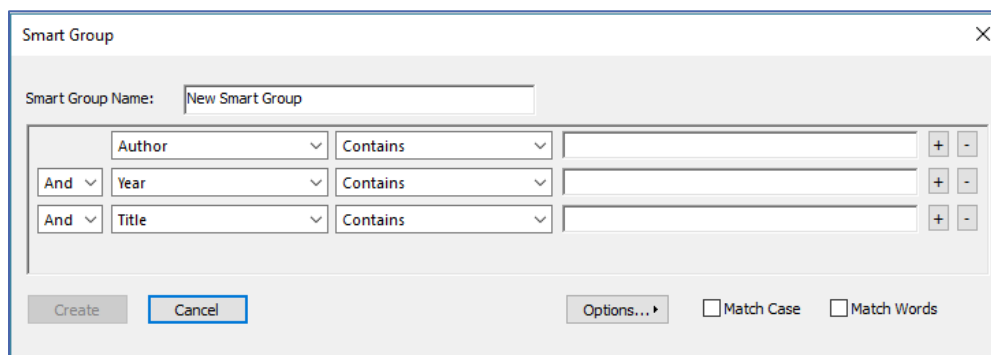 Smart Group
Smart Group Name: New Smart Group
Author Contains + -
And Year Contains + -
And Title Contains + -
Create Cancel Options... Match Case Match Words